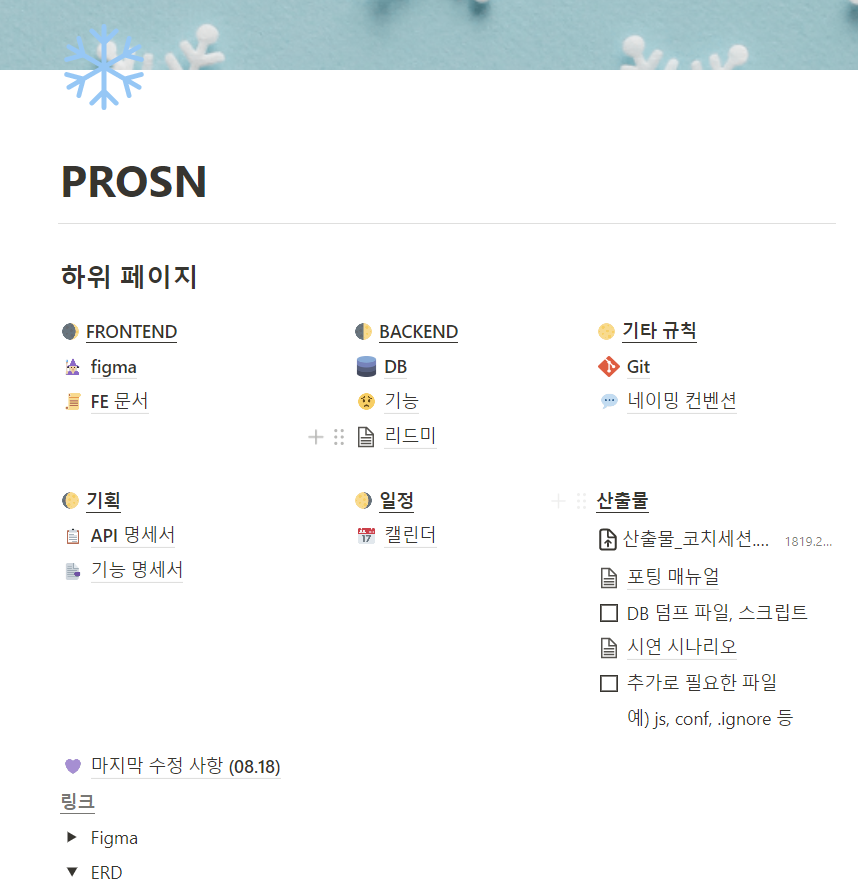 PROSN
하위 페이지
FRONTEND
figma
FE 문서
BACKEND
DB
기능
리드미
기타 규칙
Git
네이밍 컨벤션
기획
API 명세서
기능 명세서
일정
캘린더
산출물
산출물_코치세션.... 1819.2...
포팅 매뉴얼
DB 덤프 파일, 스크립트
시연 시나리오
추가로 필요한 파일
예) js, conf, .ignore 등
마지막 수정 사항 (08.18)
링크
Figma
ERD